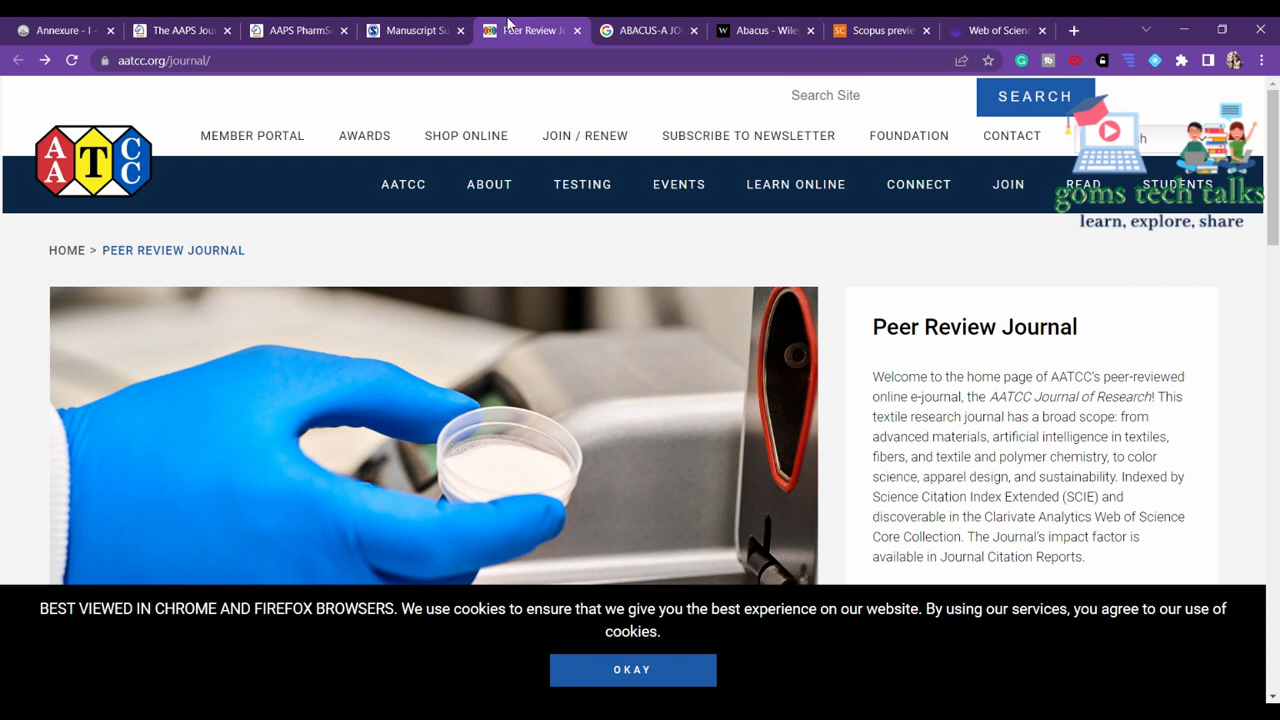 Annexure - I -
The AAPS Jou
AAPS PharmS
Manuscript Su
Peer Review Jo
ABACUS-A JO
Abacus - Wile
Scopus previe
Web of Scienc
aatcc.org/journal/
Search Site
SEARCH
MEMBER PORTAL
AWARDS
SHOP ONLINE
JOIN / RENEW
SUBSCRIBE TO NEWSLETTER
FOUNDATION
CONTACT
A A T C C
AATCC
ABOUT
TESTING
EVENTS
LEARN ONLINE
CONNECT
JOIN
READ
STUDENTS
goms tech talks
learn, explore, share
HOME > PEER REVIEW JOURNAL
Peer Review Journal
Welcome to the home page of AATCC's peer-reviewed
online e-journal, the AATCC Journal of Research! This
textile research journal has a broad scope: from
advanced materials, artificial intelligence in textiles,
fibers, and textile and polymer chemistry, to color
science, apparel design, and sustainability. Indexed by
Science Citation Index Extended (SCIE) and
discoverable in the Clarivate Analytics Web of Science
Core Collection. The Journal's impact factor is
available in Journal Citation Reports.
BEST VIEWED IN CHROME AND FIREFOX BROWSERS. We use cookies to ensure that we give you the best experience on our website. By using our services, you agree to our use of
cookies.
OKAY